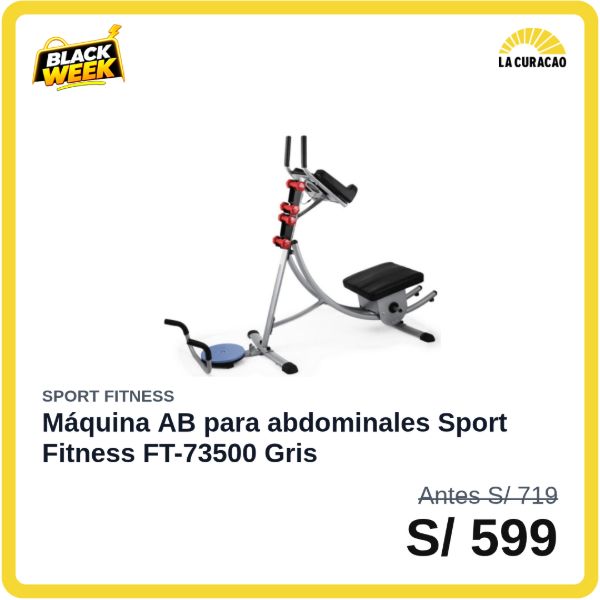 BLACK
WEEK
LA CURACAO
SPORT FITNESS
Máquina AB para abdominales Sport
Fitness FT-73500 Gris
Antes S/ 719
S/ 599